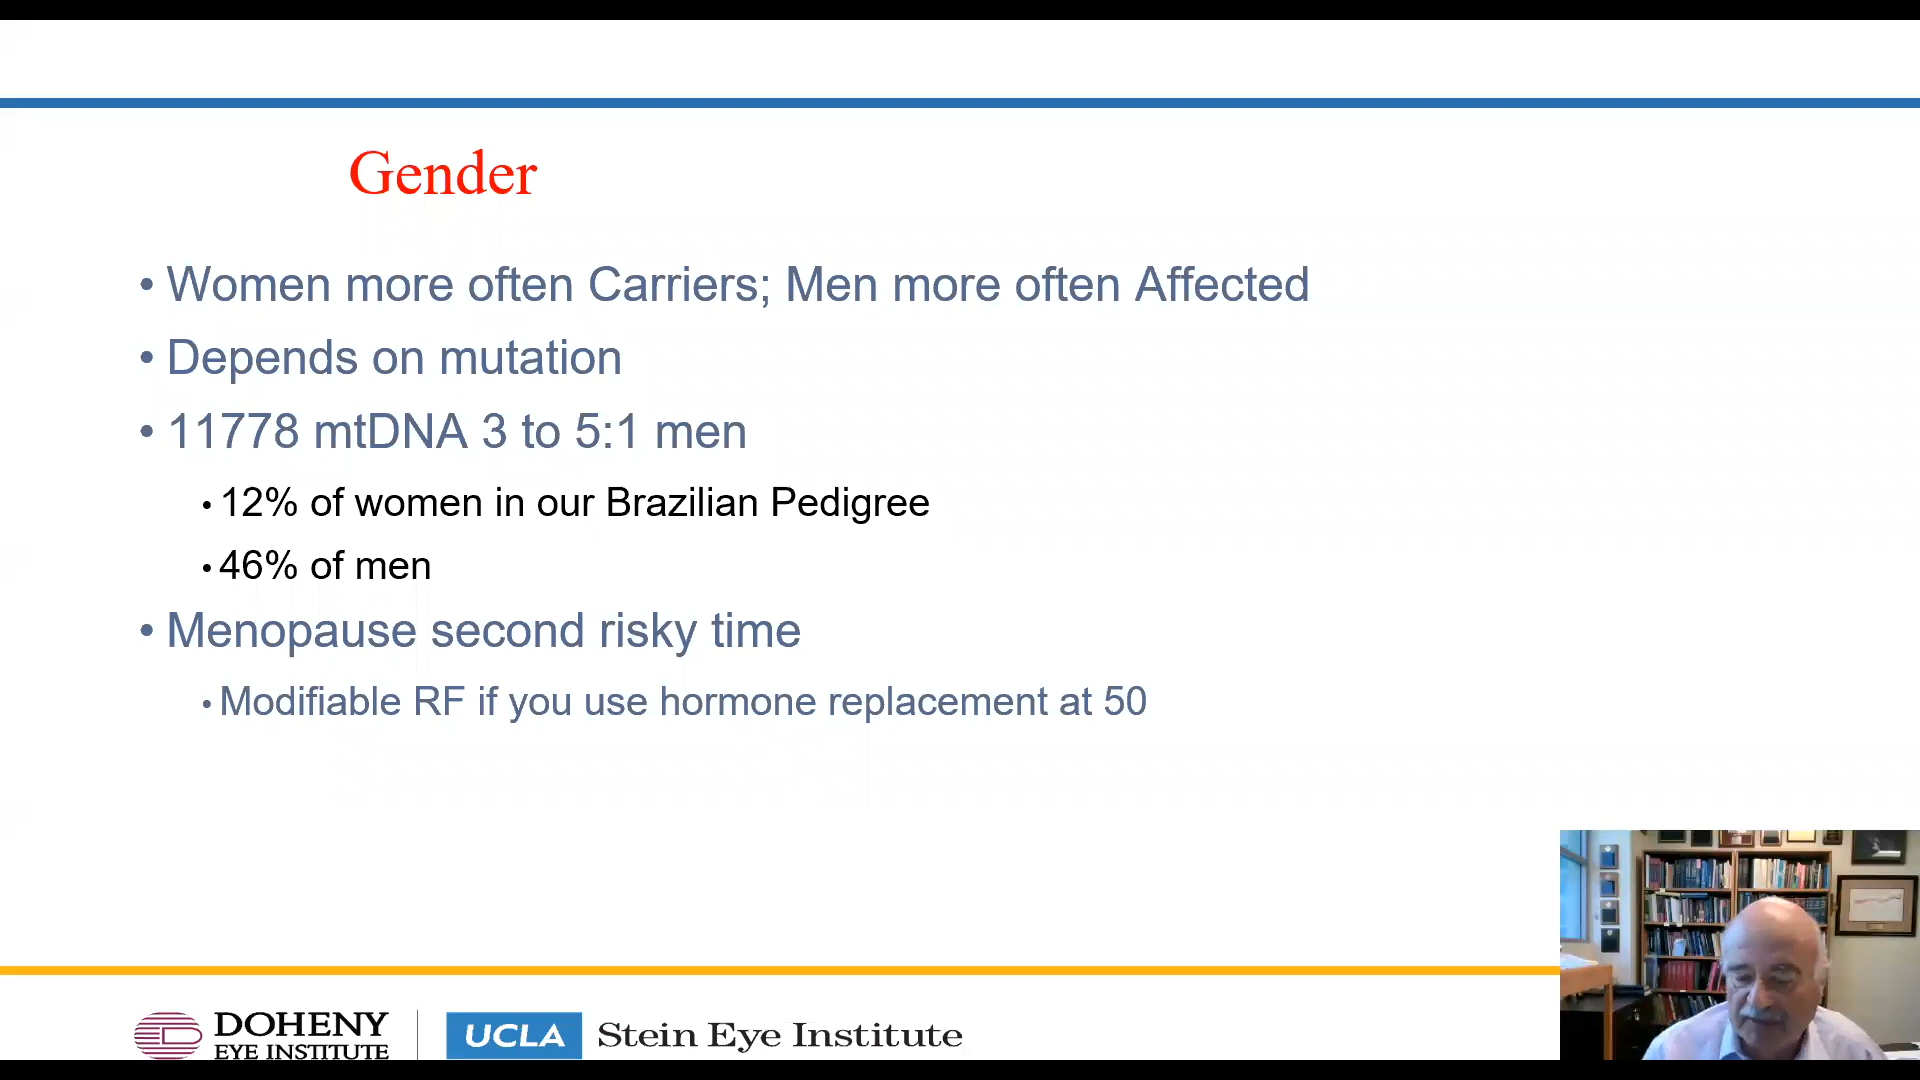 Gender
• Women more often Carriers; Men more often Affected
• Depends on mutation
• 11778 mtDNA 3 to 5:1 men
• 12% of women in our Brazilian Pedigree
• 46% of men
• Menopause second risky time
• Modifiable RF if you use hormone replacement at 50
DOHENY
EYE INSTITUTE
UCLA Stein Eye Institute